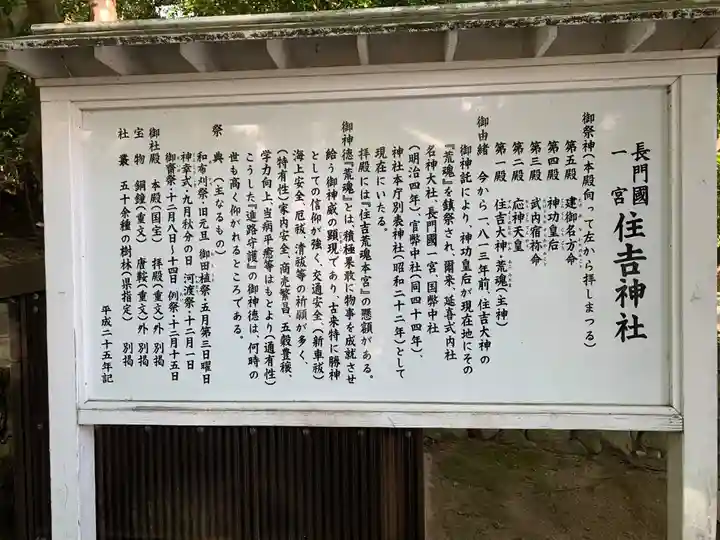 長門國
一宮
住吉神社
御祭神(本殿向って左から拝しまつる)
第五殿 建御名方命
第四殿 神功皇后
第三殿 武内宿祢命
第二殿 応神天皇
第一殿 住吉大神・荒魂(主神)
御由緒 今から一、八一三年前、住吉大神の
御神託により、神功皇后が現在地にその
『荒魂』を鎮祭され、爾来、延喜式内社
名神大社、長門國一宮、国幣中社
(明治四年)、官幣中社(同四十四年)、
神社本庁別表神社(昭和二十二年)として
現在にいたる。
拝殿には『住吉荒魂本宮』の懸額がある。
御神徳『荒魂』とは、積極果敢に物事を成就させ
給う御神威の顕現であり、古来特に勝神
としての信仰が強く、交通安全(新車祓)
海上安全、厄祓、清祓等の祈願が多く、
(特有性)家内安全、商売繁昌、五穀豊穣、
学力向上、当病平癒等はもとより(通有性)
こうした『道路守護』の御神徳は、何時の
世も高く仰がれるところである。
祭典(主なるもの)
和布刈祭・旧元旦 御田植祭・五月第三日曜日
神幸式・九月秋分の日 河渡祭・十二月一日
御齋祭・十二月八日~十四日 例祭・十二月十五日
御社殿 本殿(国宝) 拝殿(重文)外 別掲
宝物 銅鐘(重文) 唐鞍(重文)外 別掲
社叢 五十余種の樹林(県指定) 別掲
平成二十五年記